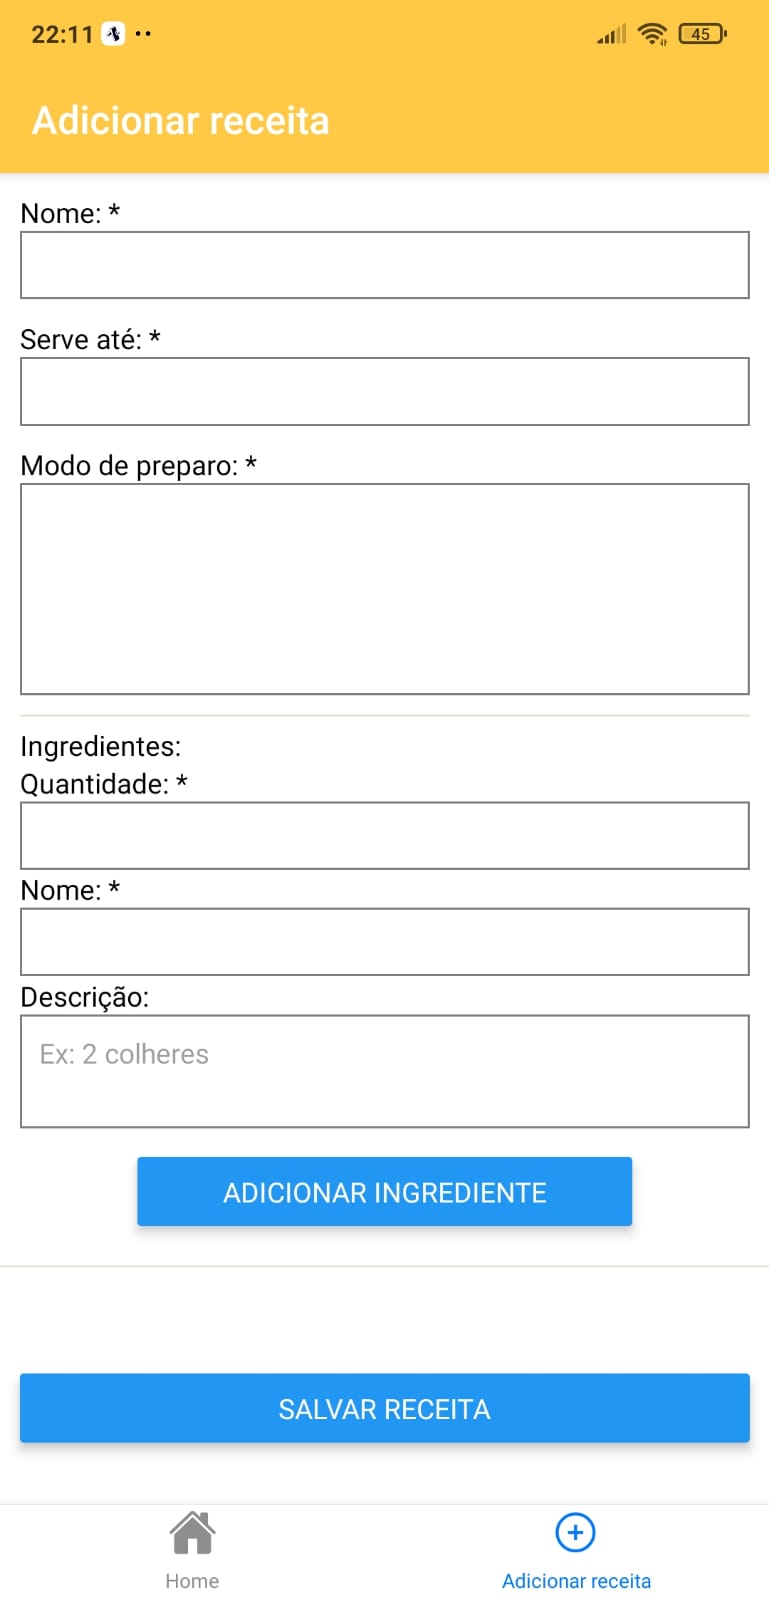 22:11
45
Adicionar receita
Nome: *
Serve até: *
Modo de preparo: *
Ingredientes:
Quantidade: *
Nome: *
Descrição:
Ex: 2 colheres
ADICIONAR INGREDIENTE
SALVAR RECEITA
Home
Adicionar receita